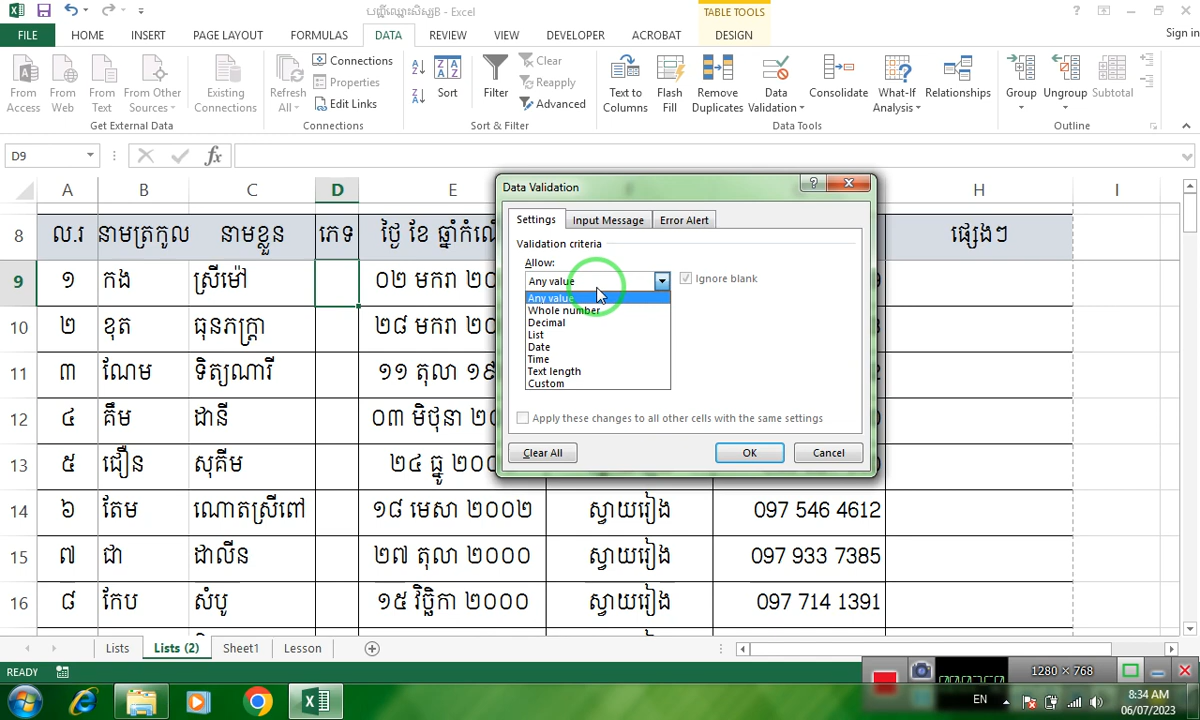 បញ្ជីឈ្មោះសិស្សB - Excel
TABLE TOOLS
Sign in
FILE HOME INSERT PAGE LAYOUT FORMULAS DATA REVIEW VIEW DEVELOPER ACROBAT DESIGN
From Access
From Web
From Text
From Other Sources
Existing Connections
Refresh All
Connections
Properties
Edit Links
Sort
Filter
Clear
Reapply
Advanced
Text to Columns
Flash Fill
Remove Duplicates
Data Validation
Consolidate
What-If Analysis
Relationships
Group
Ungroup
Subtotal
Get External Data Connections Sort & Filter Data Tools Outline
D9 fx
A B C D E F H I
8 ល.រ នាមត្រកូល នាមខ្លួន ភេទ ថ្ងៃ ខែ ឆ្នាំកំណើ ផ្សេងៗ
9 ១ កង ស្រីម៉ៅ ០២ មករា ២០ 9
10 ២ ខុត ធុនភក្ត្រា ២៨ មករា ២០
11 ៣ ណែម ទិត្យណារី ១១ តុលា ១៩ 2
12 ៤ គឹម ដានី ០៣ មិថុនា ២០
13 ៥ ជឿន សុគីម ២៤ ធ្នូ ២០០ 0
14 ៦ តែម ណោតស្រីពៅ ១៨ មេសា ២០០២ ស្វាយរៀង 097 546 4612
15 ៧ ជា ដាលីន ២៧ តុលា ២០០០ ស្វាយរៀង 097 933 7385
16 ៨ កែប សំបូ ១៥ វិច្ឆិកា ២០០០ ស្វាយរៀង 097 714 1391
Data Validation
Settings Input Message Error Alert
Validation criteria
Allow:
Any value Ignore blank
Any value
Whole number
Decimal
List
Date
Time
Text length
Custom
Apply these changes to all other cells with the same settings
Clear All OK Cancel
Lists Lists (2) Sheet1 Lesson
READY
1280 × 768
EN
8:34 AM
06/07/2023